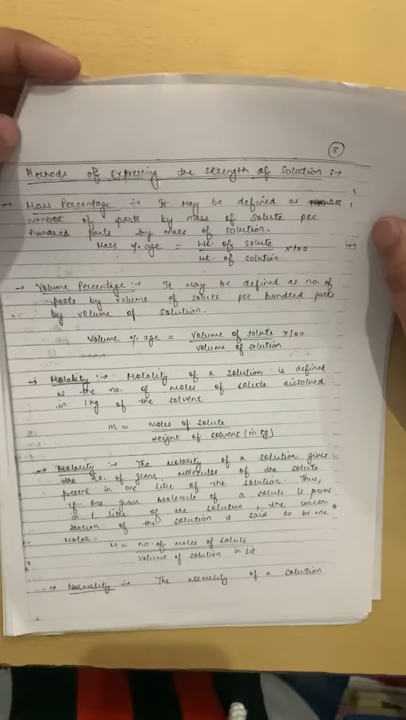 3
Methods of Expressing the strength of solution :→
→ Mass Percentage :→ It may be defined as
number of parts by mass of solute per
hundred parts by mass of solution.
Mass % age = wt. of solute / wt. of solution x100
→ Volume Percentage :→ It may be defined as no. of
parts by volume of solute per hundred parts
by volume of solution.
Volume % age = volume of solute / volume of solution x100
→ Molality :→ Molality of a solution is defined
as the no. of moles of solute dissolved
in 1kg of the solvent.
m = moles of solute / weight of solvent (in kg)
→ Molarity :→ The Molarity of a solution gives
the no. of gram molecules of the solute
present in one litre of the solution. Thus,
if one gram molecule of a solute is present
in 1 litre of the solution, the concen
tration of the solution is said to be one
molar.
M = no. of moles of solute / Volume of solution in lit
→ Normality :→ The normality of a solution